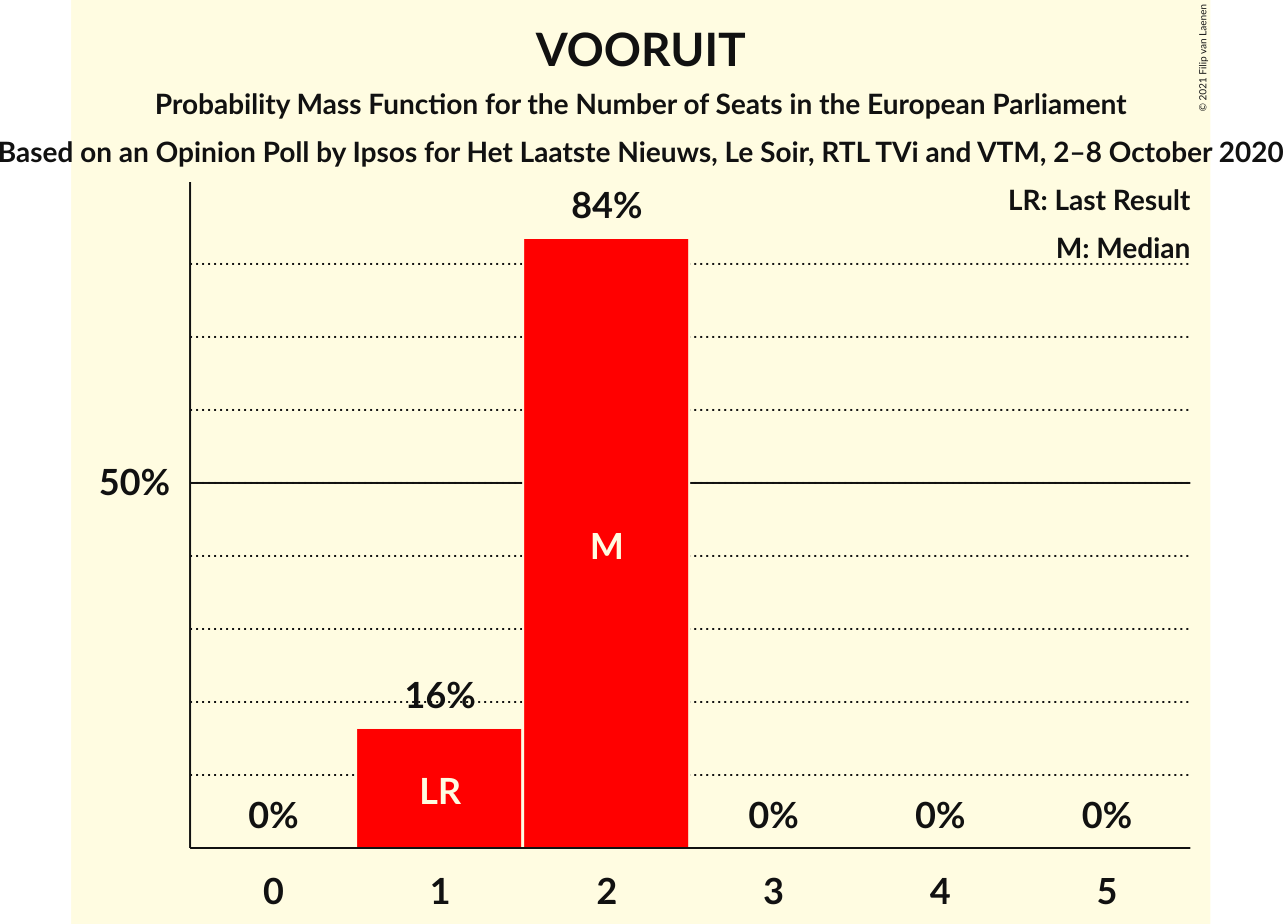 VOORUIT
Probability Mass Function for the Number of Seats in the European Parliament
Based on an Opinion Poll by Ipsos for Het Laatste Nieuws, Le Soir, RTL TVi and VTM, 2–8 October 2020
© 2021 Filip van Laenen
LR: Last Result
M: Median
84%
50%
M
16%
LR
0%
0%
0%
0%
0
1
2
3
4
5